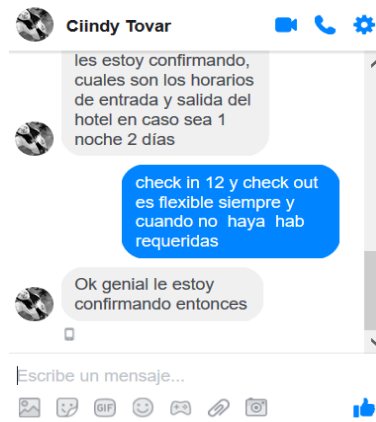 Ciindy Tovar
les estoy confirmando,
cuales son los horarios
de entrada y salida del
hotel en caso sea 1
noche 2 días
check in 12 y check out
es flexible siempre y
cuando no haya hab
requeridas
Ok genial le estoy
confirmando entonces
Escribe un mensaje...
GIF